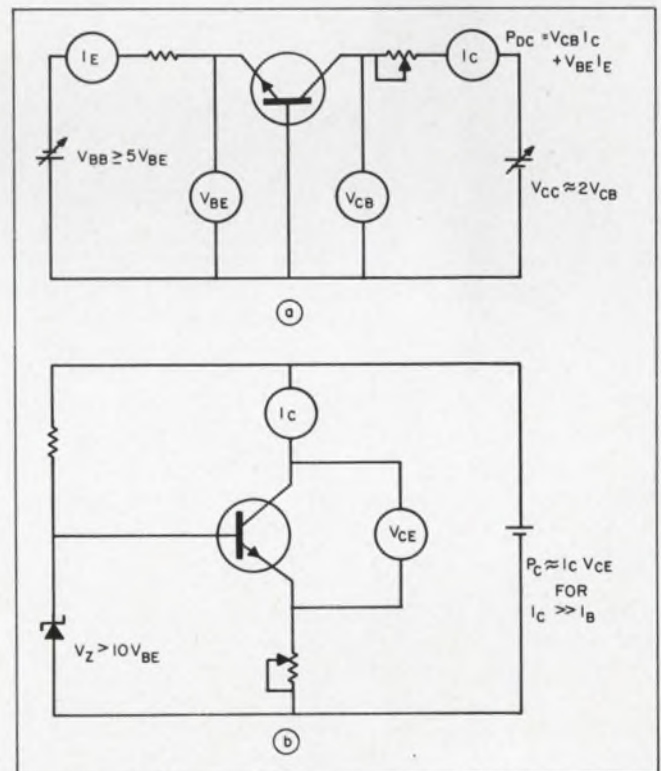 I_E
I_C
P_DC = V_CB I_C
+ V_BE I_E
V_BB ≥ 5V_BE
V_BE
V_CB
V_CC ≈ 2V_CB
a
I_C
V_CE
P_C ≈ I_C V_CE
FOR
I_C >> I_B
V_Z > 10V_BE
b